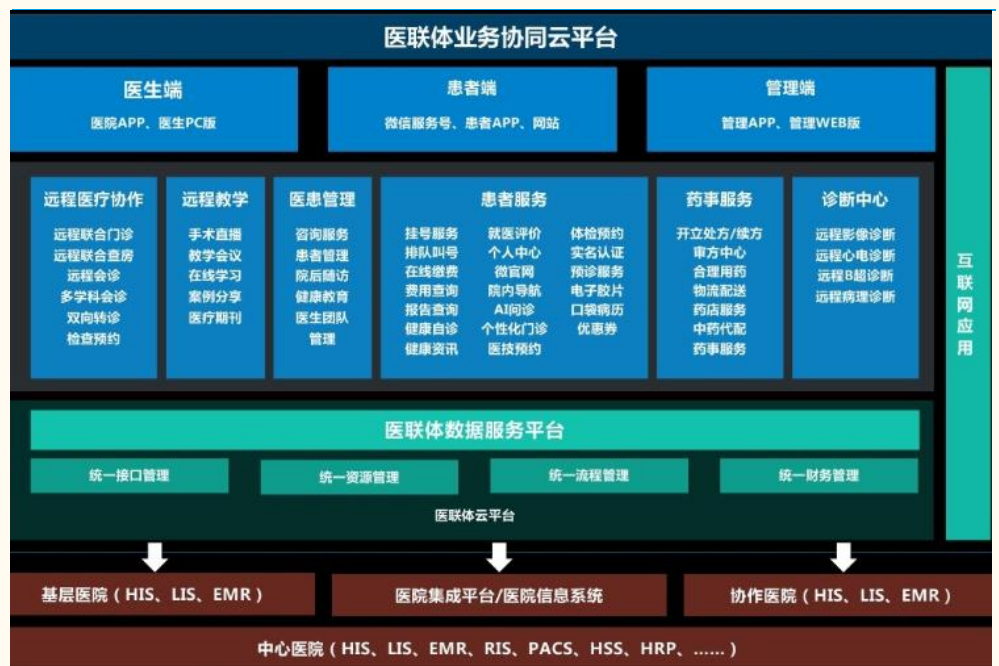 医联体业务协同云平台
医生端
医院APP、医生PC版
患者端
微信服务号、患者APP、网站
管理端
管理APP、管理WEB版
远程医疗协作
远程联合门诊
远程联合查房
远程会诊
多学科会诊
双向转诊
检查预约
远程教学
手术直播
教学会议
在线学习
案例分享
医疗期刊
医患管理
咨询服务
患者管理
院后随访
健康教育
医生团队
管理
患者服务
挂号服务
排队叫号
在线缴费
费用查询
报告查询
健康自诊
健康资讯
就医评价
个人中心
微官网
院内导航
AI问诊
个性化门诊
医技预约
体检预约
实名认证
预诊服务
电子胶片
口袋病历
优惠券
药事服务
开立处方/续方
审方中心
合理用药
物流配送
药店服务
中药代配
药事服务
诊断中心
远程影像诊断
远程心电诊断
远程B超诊断
远程病理诊断
互联网应用
医联体数据服务平台
统一接口管理
统一资源管理
统一流程管理
统一财务管理
医联体云平台
基层医院（HIS、LIS、EMR）
医院集成平台/医院信息系统
协作医院（HIS、LIS、EMR）
中心医院（HIS、LIS、EMR、RIS、PACS、HSS、HRP、......）